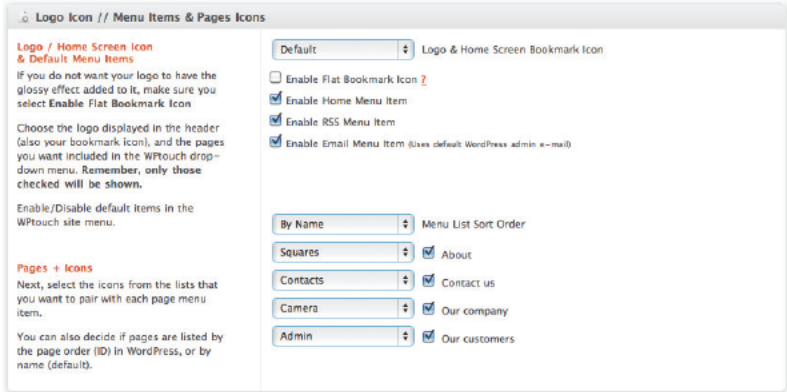 Logo Icon // Menu Items & Pages Icons
Logo / Home Screen Icon
& Default Menu Items
If you do not want your logo to have the
glossy effect added to it, make sure you
select Enable Flat Bookmark Icon
Choose the logo displayed in the header
(also your bookmark icon), and the pages
you want included in the WPtouch drop-
down menu. Remember, only those
checked will be shown.
Enable/Disable default items in the
WPtouch site menu.
Pages + Icons
Next, select the icons from the lists that
you want to pair with each page menu
item.
You can also decide if pages are listed by
the page order (ID) in WordPress, or by
name (default).
Default Logo & Home Screen Bookmark Icon
Enable Flat Bookmark Icon ?
Enable Home Menu Item
Enable RSS Menu Item
Enable Email Menu Item (Uses default WordPress admin e-mail)
By Name Menu List Sort Order
Squares About
Contacts Contact us
Camera Our company
Admin Our customers